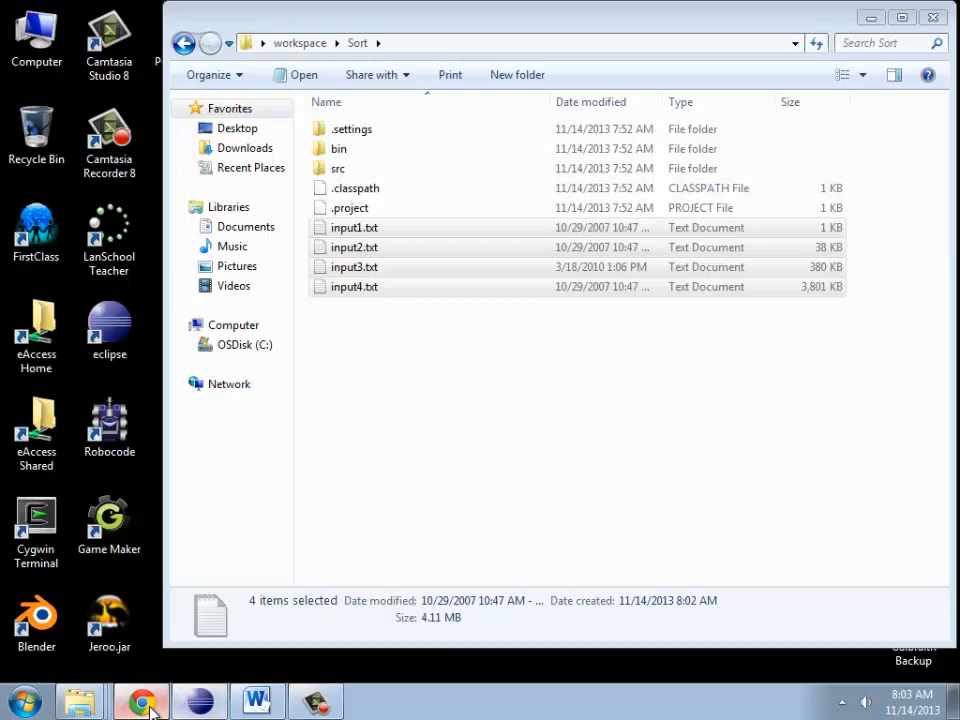 Computer
Camtasia
Studio 8
P
Recycle Bin
Camtasia
Recorder 8
FirstClass
LanSchool
Teacher
eAccess
Home
eclipse
eAccess
Shared
Robocode
Cygwin
Terminal
Game Maker
Blender
Jeroo.jar
workspace
Sort
Search Sort
Organize
Open
Share with
Print
New folder
Favorites
Desktop
Downloads
Recent Places
Libraries
Documents
Music
Pictures
Videos
Computer
OSDisk (C:)
Network
Name Date modified Type Size
.settings 11/14/2013 7:52 AM File folder
bin 11/14/2013 7:52 AM File folder
src 11/14/2013 7:52 AM File folder
.classpath 11/14/2013 7:52 AM CLASSPATH File 1 KB
.project 11/14/2013 7:52 AM PROJECT File 1 KB
input1.txt 10/29/2007 10:47 ... Text Document 1 KB
input2.txt 10/29/2007 10:47 ... Text Document 38 KB
input3.txt 3/18/2010 1:06 PM Text Document 380 KB
input4.txt 10/29/2007 10:47 ... Text Document 3,801 KB
4 items selected Date modified: 10/29/2007 10:47 AM - ... Date created: 11/14/2013 8:02 AM
Size: 4.11 MB
Backup
8:03 AM
11/14/2013